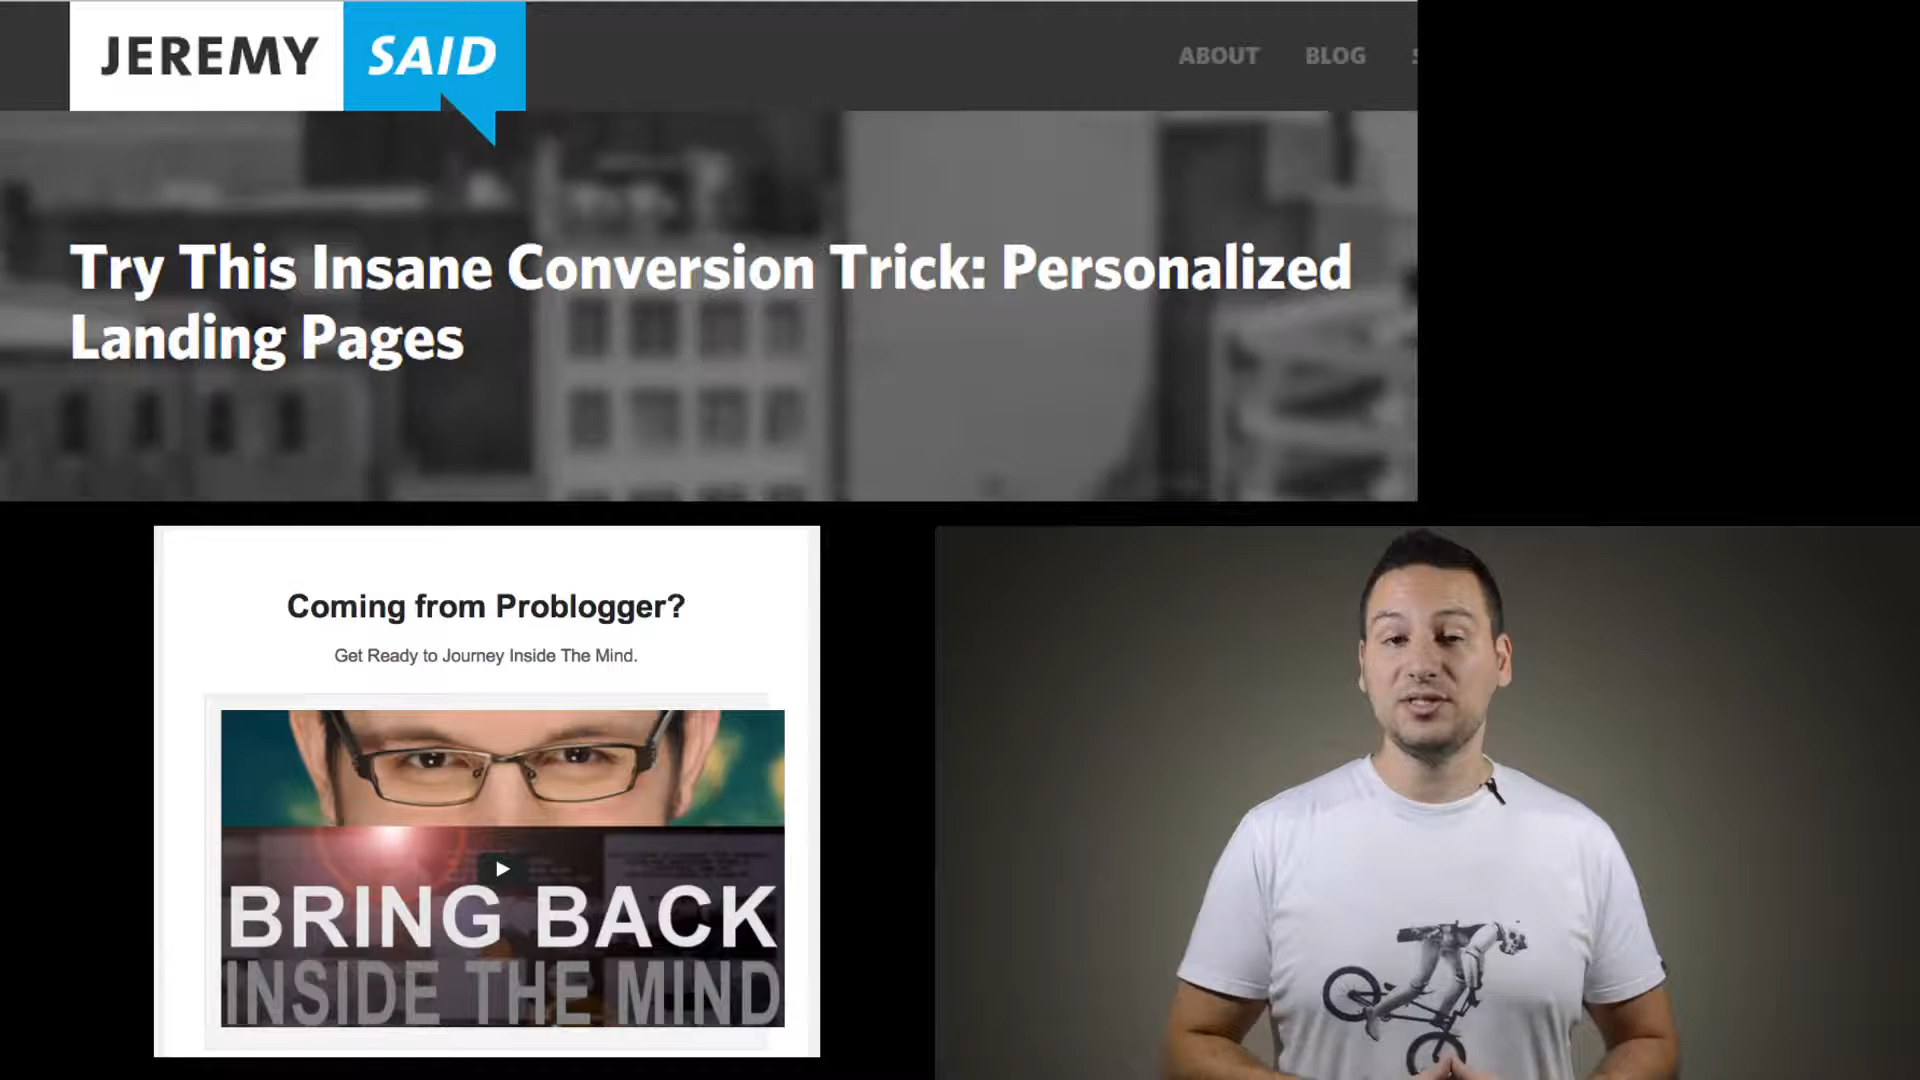 JEREMY SAID
ABOUT BLOG
Try This Insane Conversion Trick: Personalized
Landing Pages
Coming from Problogger?
Get Ready to Journey Inside The Mind.
BRING BACK
INSIDE THE MIND